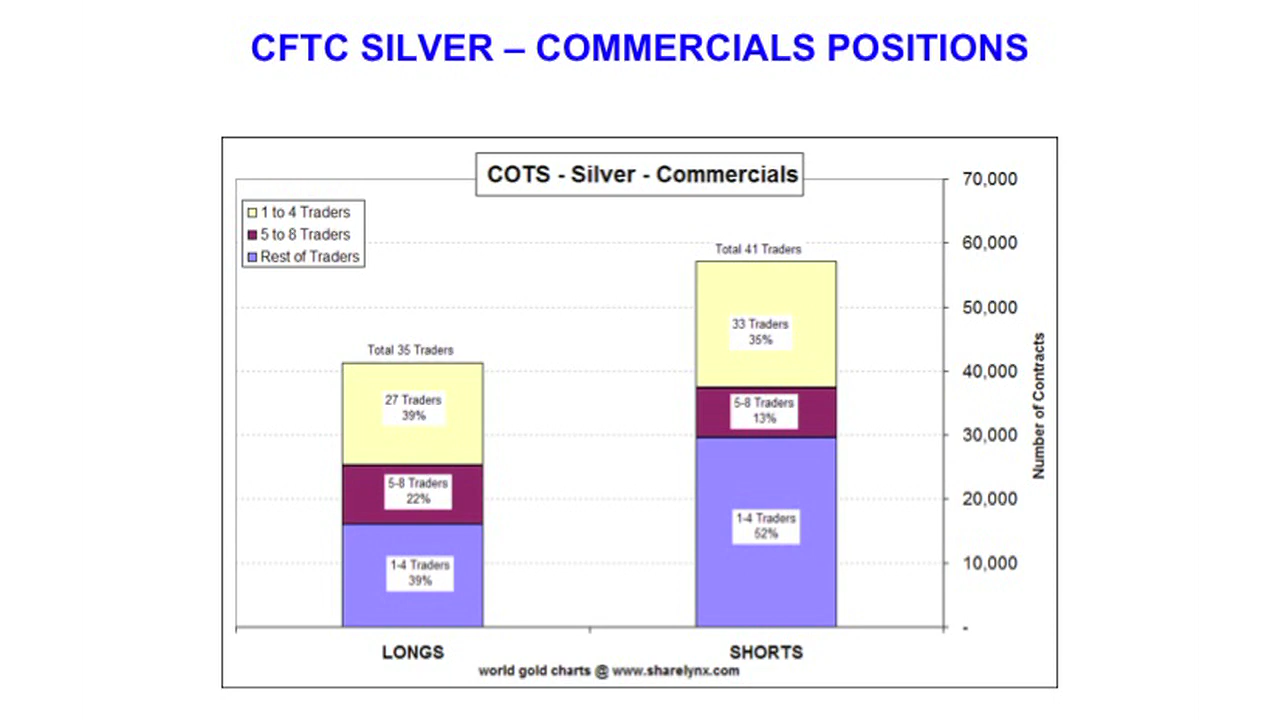 CFTC SILVER – COMMERCIALS POSITIONS
COTS - Silver - Commercials
1 to 4 Traders
5 to 8 Traders
Rest of Traders
70,000
60,000
50,000
40,000
30,000
20,000
10,000
-
Number of Contracts
Total 35 Traders
27 Traders
39%
5-8 Traders
22%
1-4 Traders
39%
Total 41 Traders
33 Traders
35%
5-8 Traders
13%
1-4 Traders
52%
LONGS
SHORTS
world gold charts @ www.sharelynx.com